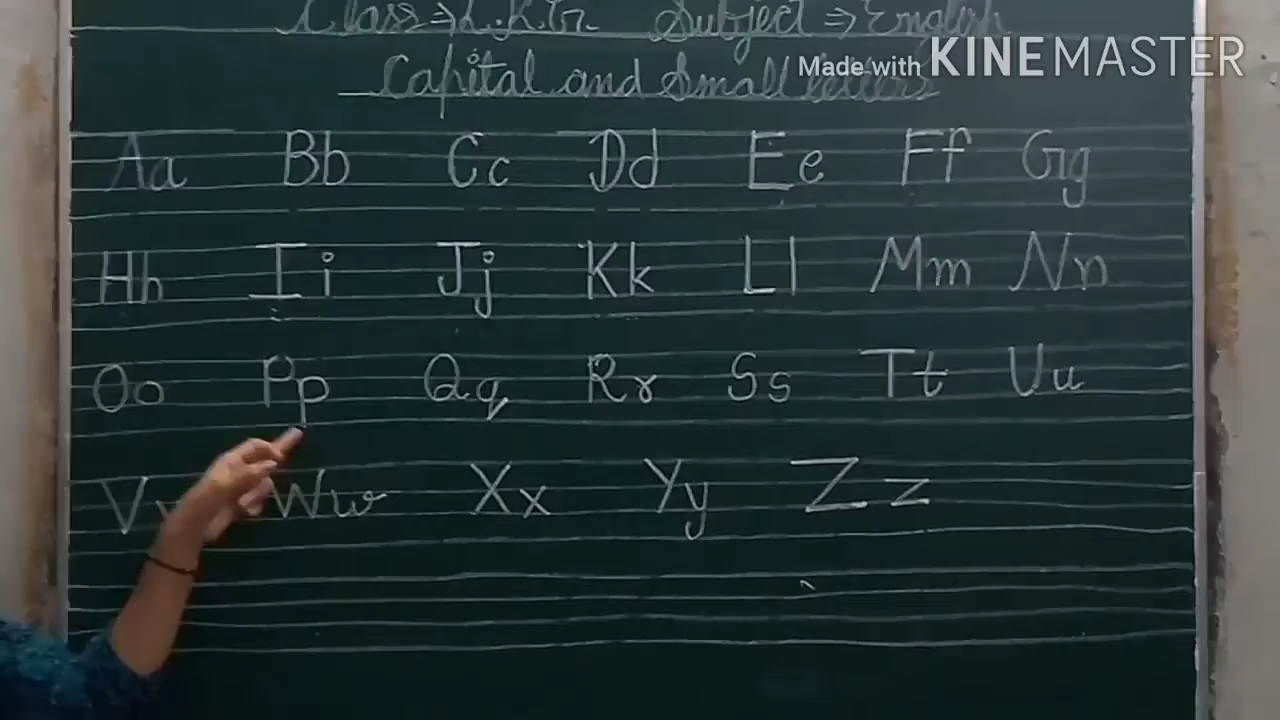 Class ⇒ L.K.G. Subject ⇒ English
Made with KINEMASTER
Capital and Small letters
Aa Bb Cc Dd Ee Ff Gg
Hh Ii Jj Kk Ll Mm Nn
Oo Pp Qq Rr Ss Tt Uu
Vv Ww Xx Yy Zz